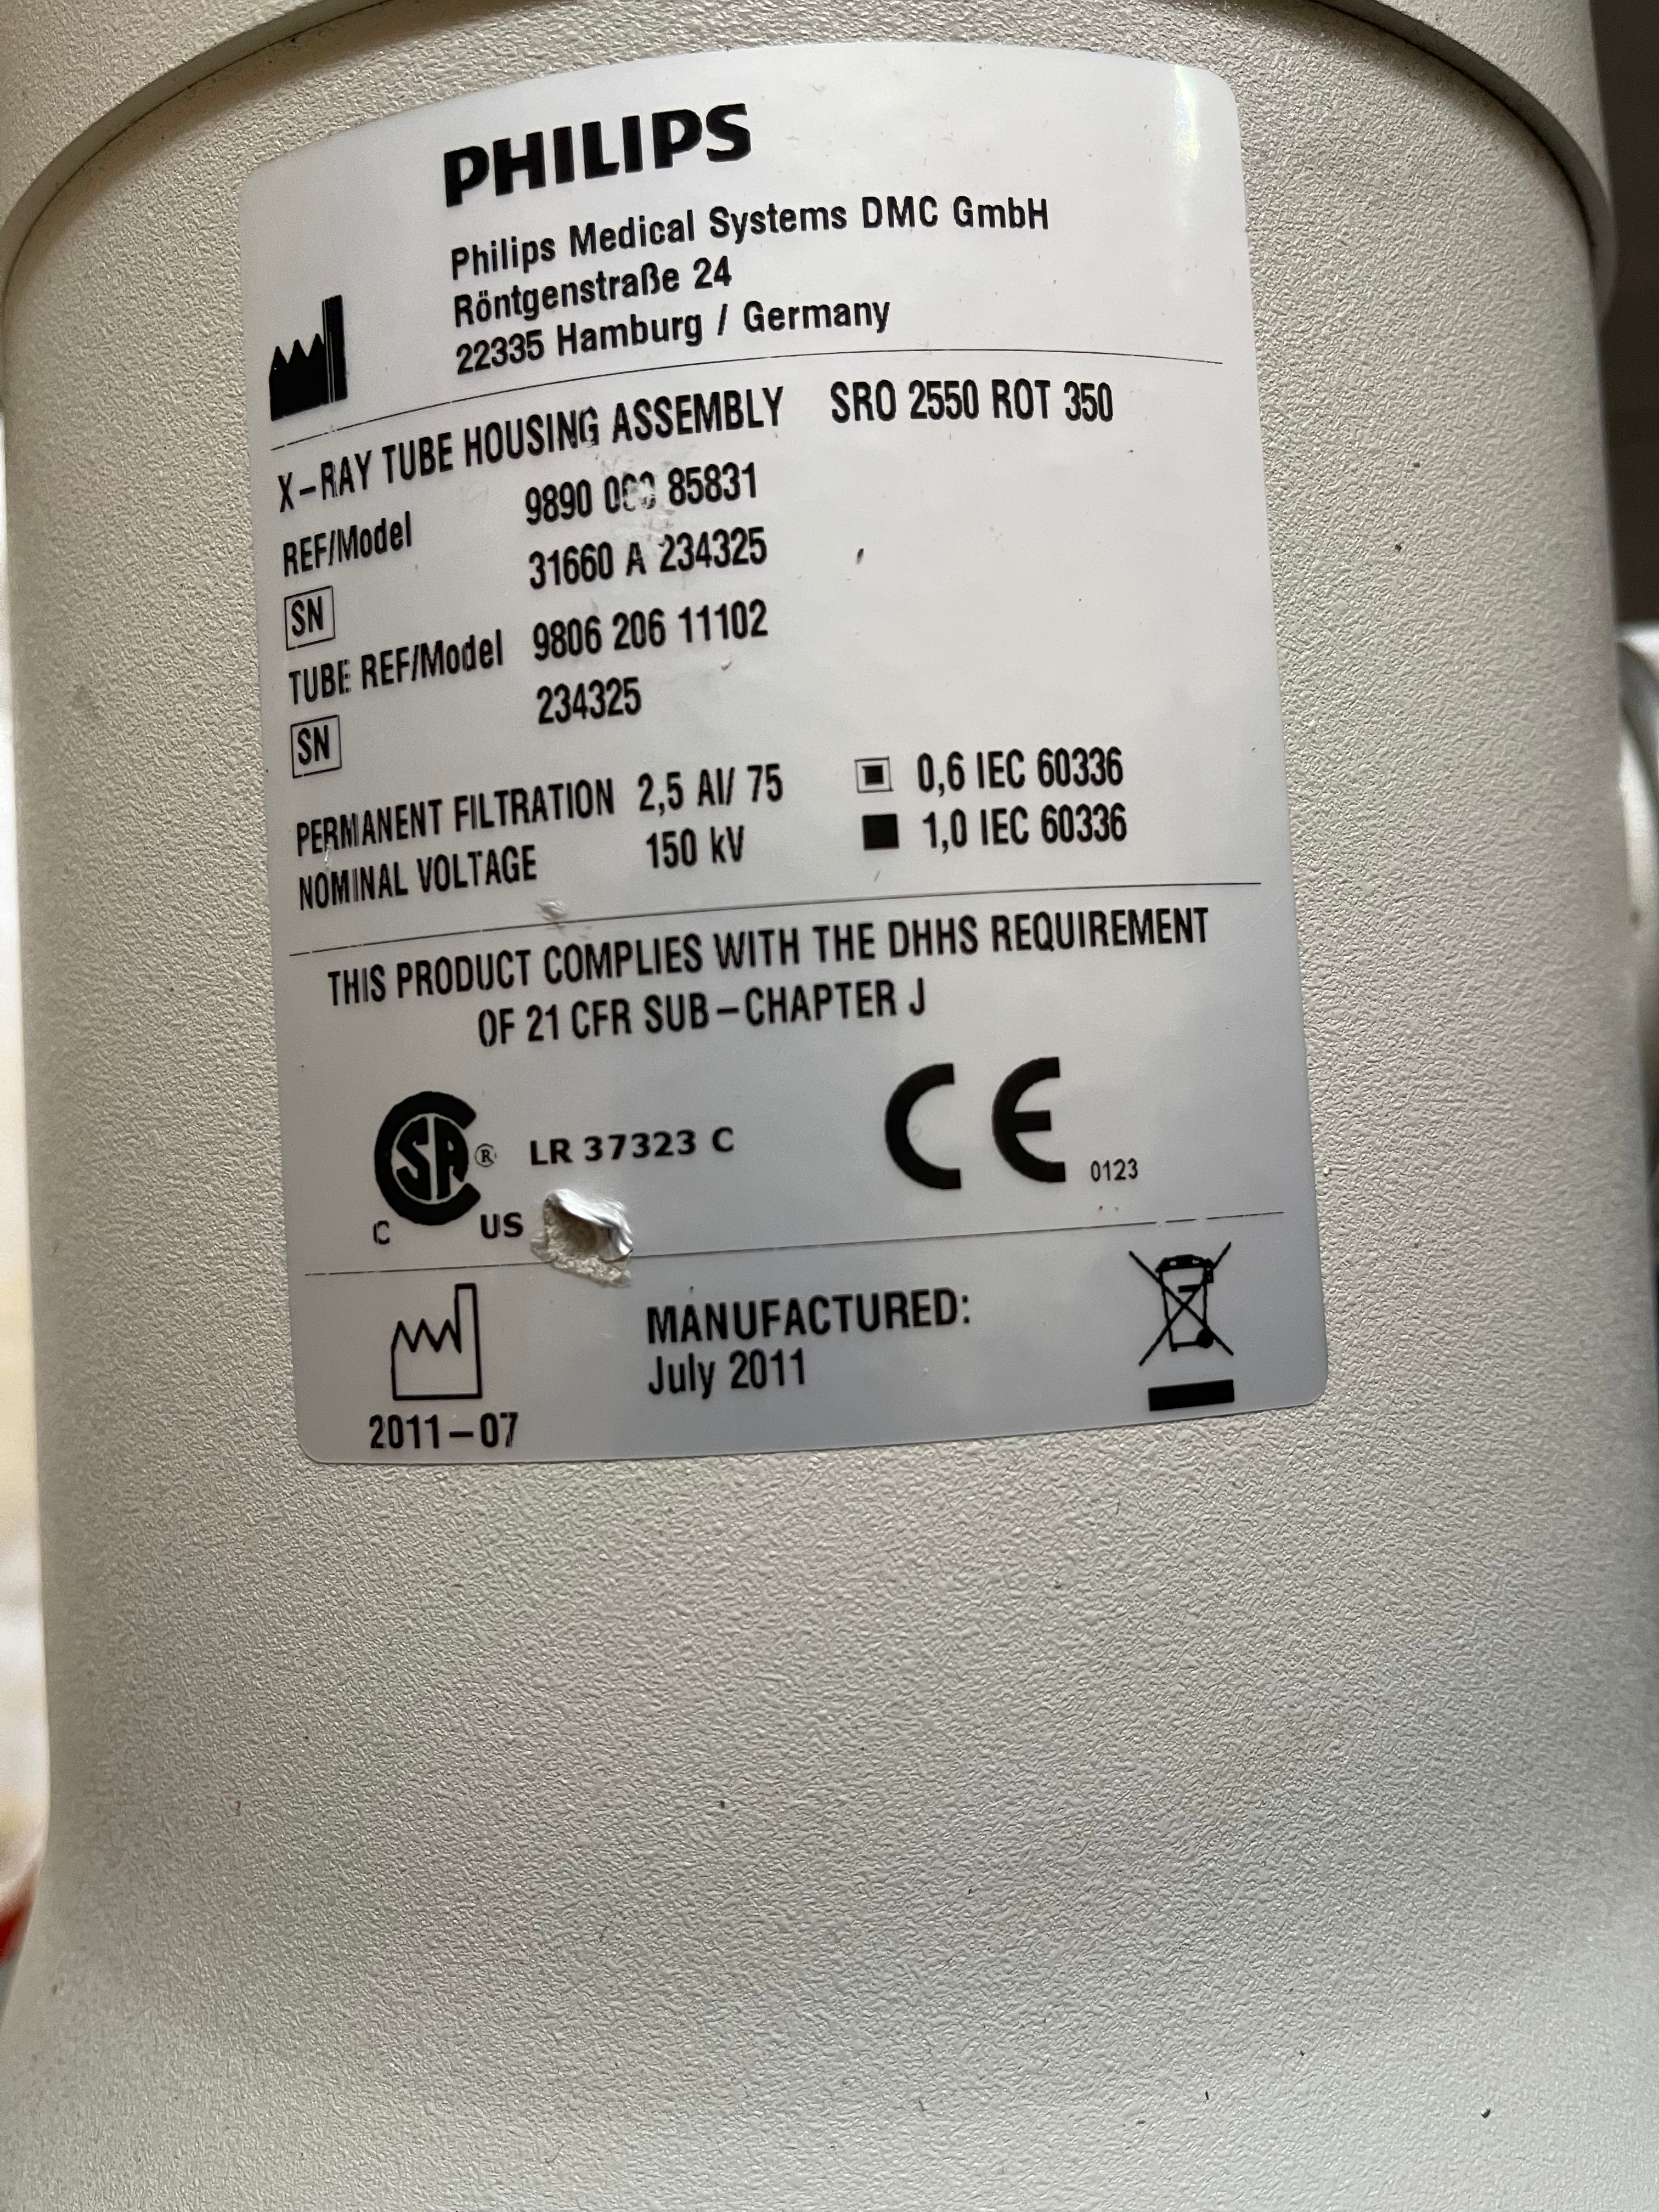 PHILIPS
Philips Medical Systems DMC GmbH
Röntgenstraße 24
22335 Hamburg / Germany
X-RAY TUBE HOUSING ASSEMBLY SRO 2550 ROT 350
REF/Model 9890 85831
SN 31660 A 234325
TUBE REF/Model 9806 206 11102
SN 234325
PERMANENT FILTRATION 2,5 Al/ 75 0,6 IEC 60336
NOMINAL VOLTAGE 150 kV 1,0 IEC 60336
THIS PRODUCT COMPLIES WITH THE DHHS REQUIREMENT
OF 21 CFR SUB-CHAPTER J
SA® LR 37323 C
C US
CE 0123
MANUFACTURED:
July 2011
2011-07